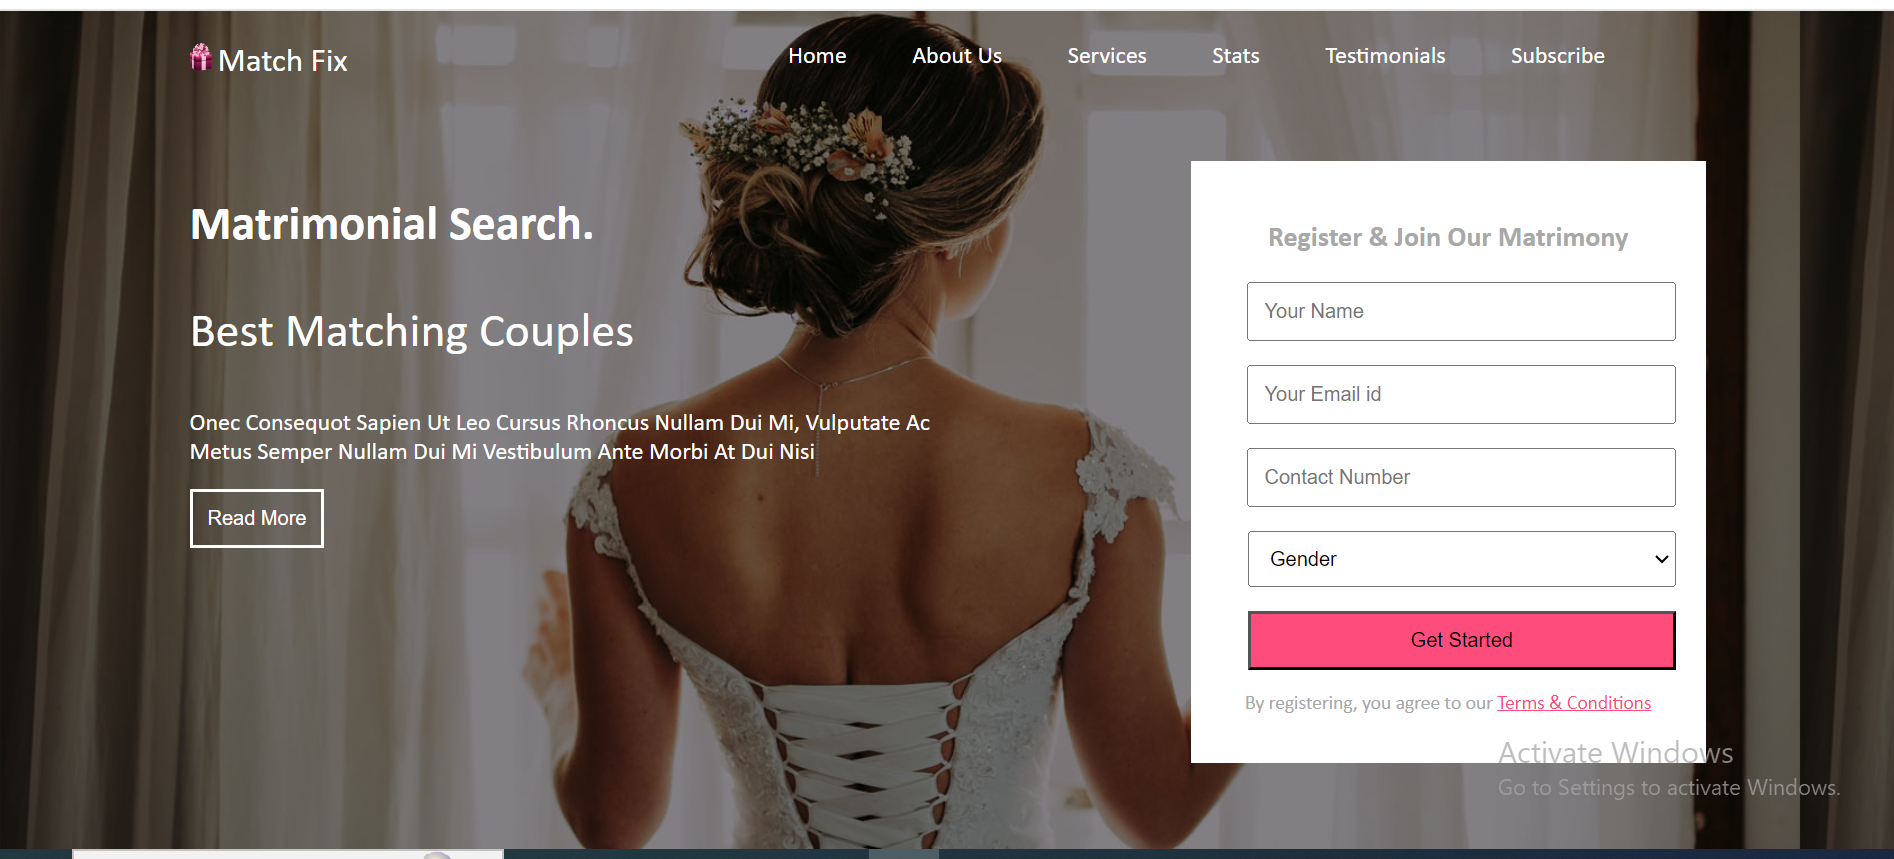 Match Fix
Home About Us Services Stats Testimonials Subscribe
Matrimonial Search.
Best Matching Couples
Onec Consequot Sapien Ut Leo Cursus Rhoncus Nullam Dui Mi, Vulputate Ac
Metus Semper Nullam Dui Mi Vestibulum Ante Morbi At Dui Nisi
Read More
Register & Join Our Matrimony
Your Name
Your Email id
Contact Number
Gender
Get Started
By registering, you agree to our Terms & Conditions
Activate Windows
Go to Settings to activate Windows.